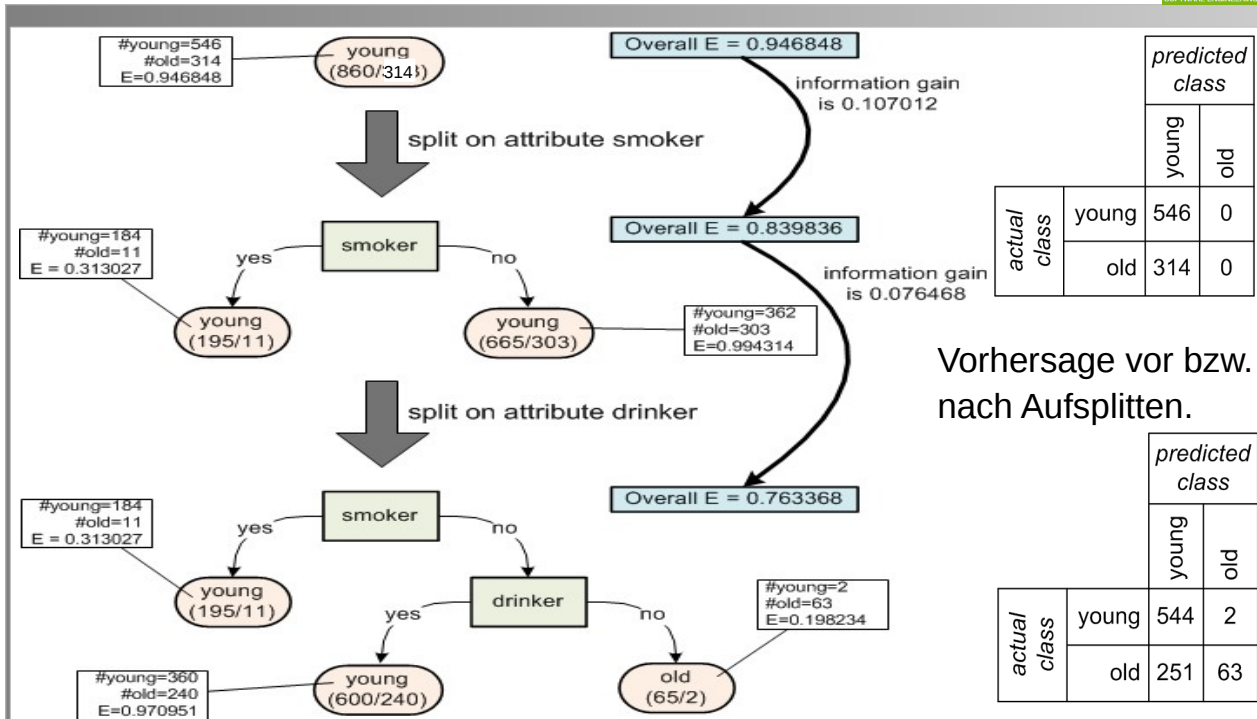 #young=546
#old=314
E=0.946848
young
(860/314)
Overall E = 0.946848
information gain
is 0.107012
split on attribute smoker
#young=184
#old=11
E = 0.313027
smoker
yes
no
young
(195/11)
young
(665/303)
#young=362
#old=303
E=0.994314
Overall E = 0.839836
information gain
is 0.076468
split on attribute drinker
#young=184
#old=11
E = 0.313027
smoker
yes
no
young
(195/11)
drinker
yes
no
#young=2
#old=63
E=0.198234
#young=360
#old=240
E=0.970951
young
(600/240)
old
(65/2)
Overall E = 0.763368
predicted
class
young
old
actual
class
young 546 0
old 314 0
Vorhersage vor bzw.
nach Aufsplitten.
predicted
class
young
old
actual
class
young 544 2
old 251 63